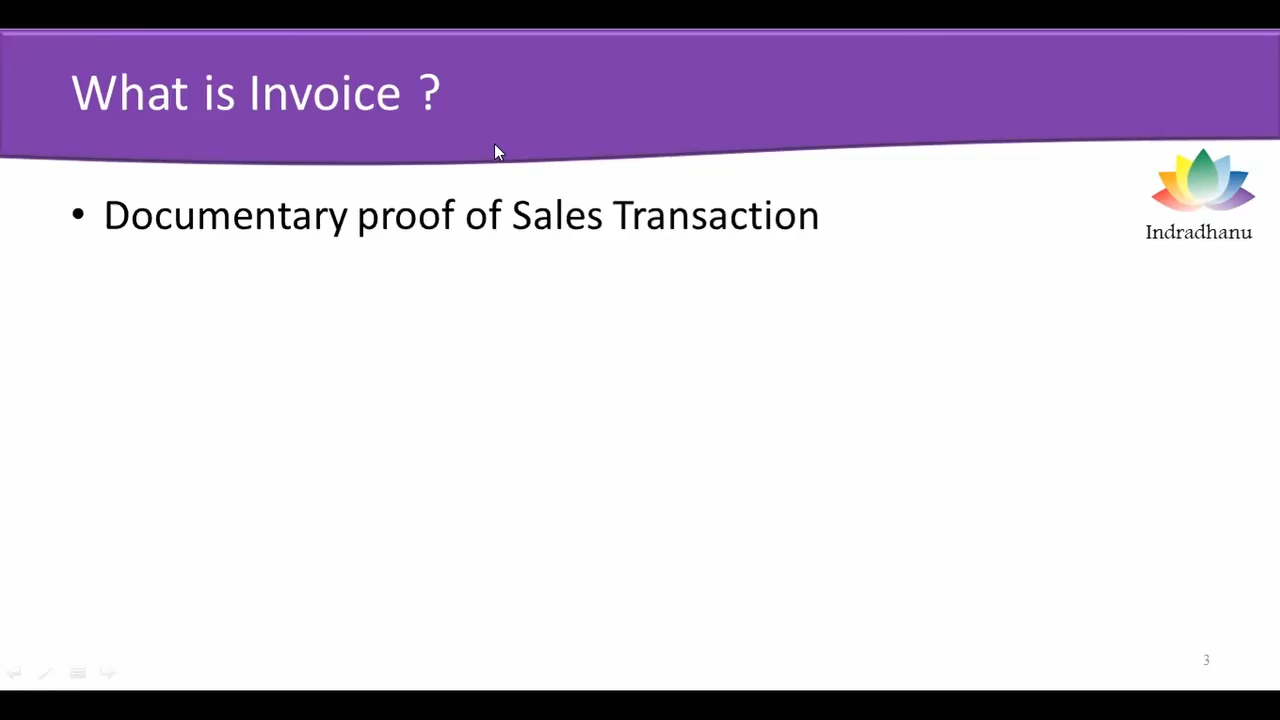 What is Invoice ?
• Documentary proof of Sales Transaction
Indradhanu
3